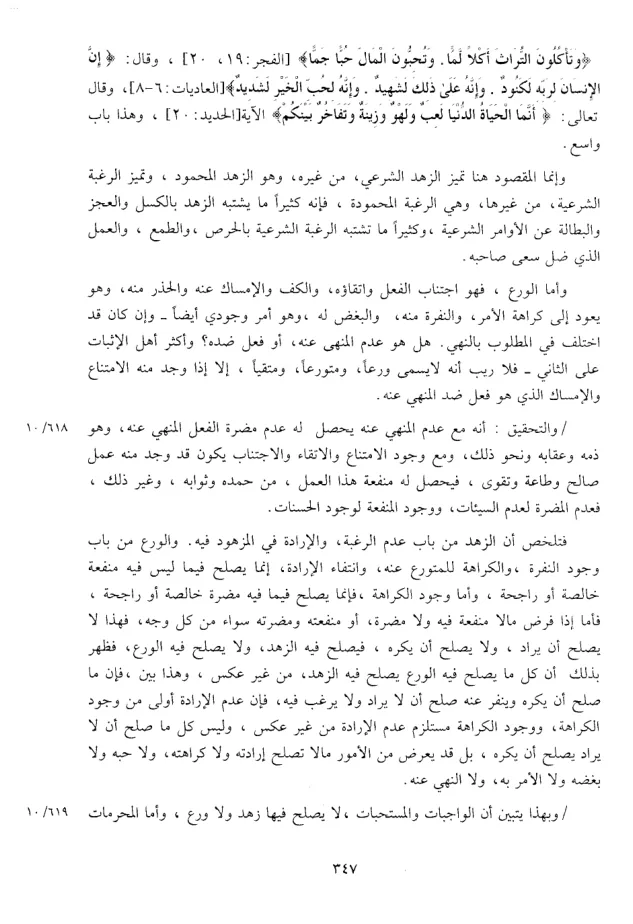 ﴿وَتَأْكُلُونَ التُّرَاثَ أَكْلاً لَّمًّا . وَتُحِبُّونَ الْمَالَ حُبًّا جَمًّا﴾ [الفجر:١٩، ٢٠] ، وقال: ﴿ إِنَّ
الإِنسَانَ لِرَبِّهِ لَكَنُودٌ . وَإِنَّهُ عَلَىٰ ذَلِكَ لَشَهِيدٌ . وَإِنَّهُ لِحُبِّ الْخَيْرِ لَشَدِيدٌ﴾[العاديات:٦-٨]، وقال
تعالى: ﴿ أَنَّمَا الْحَيَاةُ الدُّنْيَا لَعِبٌ وَلَهْوٌ وَزِينَةٌ وَتَفَاخُرٌ بَيْنَكُمْ﴾ الآية[الحديد:٢٠] ، وهذا باب
واسع .
وإنما المقصود هنا تميز الزهد الشرعي، من غيره، وهو الزهد المحمود ، وتميز الرغبة
الشرعية، من غيرها، وهي الرغبة المحمودة ، فإنه كثيراً ما يشتبه الزهد بالكسل والعجز
والبطالة عن الأوامر الشرعية ،وكثيراً ما تشتبه الرغبة الشرعية بالحرص، والطمع ، والعمل
الذي ضل سعى صاحبه.
وأما الورع ، فهو اجتناب الفعل واتقاؤه، والكف والإمساك عنه والحذر منه، وهو
يعود إلى كراهة الأمر، والنفرة منه، والبغض له ،وهو أمر وجودي أيضاً ـ وإن كان قد
اختلف في المطلوب بالنهي. هل هو عدم المنهى عنه، أو فعل ضده؟ وأكثر أهل الإثبات
على الثاني ـ فلا ريب أنه لايسمى ورعاً، ومتورعاً، ومتقياً ، إلا إذا وجد منه الامتناع
والإمساك الذي هو فعل ضد المنهي عنه.
/ والتحقيق : أنه مع عدم المنهي عنه يحصل له عدم مضرة الفعل المنهي عنه، وهو ١٠/٦١٨
ذمه وعقابه ونحو ذلك، ومع وجود الامتناع والاتقاء والاجتناب يكون قد وجد منه عمل
صالح وطاعة وتقوى ، فيحصل له منفعة هذا العمل ، من حمده وثوابه ، وغير ذلك ،
فعدم المضرة لعدم السيئات، ووجود المنفعة لوجود الحسنات.
فتلخص أن الزهد من باب عدم الرغبة، والإرادة في المزهود فيه. والورع من باب
وجود النفرة ، والكراهة للمتورع عنه، وانتفاء الإرادة، إنما يصلح فيما ليس فيه منفعة
خالصة أو راجحة ، وأما وجود الكراهة ،فإنما يصلح فيما فيه مضرة خالصة أو راجحة ،
فأما إذا فرض مالا منفعة فيه ولا مضرة، أو منفعته ومضرته سواء من كل وجه، فهذا لا
يصلح أن يراد ، ولا يصلح أن يكره ، فيصلح فيه الزهد، ولا يصلح فيه الورع، فظهر
بذلك أن كل ما يصلح فيه الورع يصلح فيه الزهد، من غير عكس ، وهذا بين ،فإن ما
صلح أن يكره وينفر عنه صلح أن لا يراد ولا يرغب فيه، فإن عدم الإرادة أولى من وجود
الكراهة، ووجود الكراهة مستلزم عدم الإرادة من غير عكس ، وليس كل ما صلح أن لا
يراد يصلح أن يكره ، بل قد يعرض من الأمور مالا تصلح إرادته ولا كراهته، ولا حبه ولا
بغضه ولا الأمر به، ولا النهي عنه.
/ وبهذا يتبين أن الواجبات والمستحبات ،لا يصلح فيها زهد ولا ورع ، وأما المحرمات ١٠/٦١٩
٣٤٧